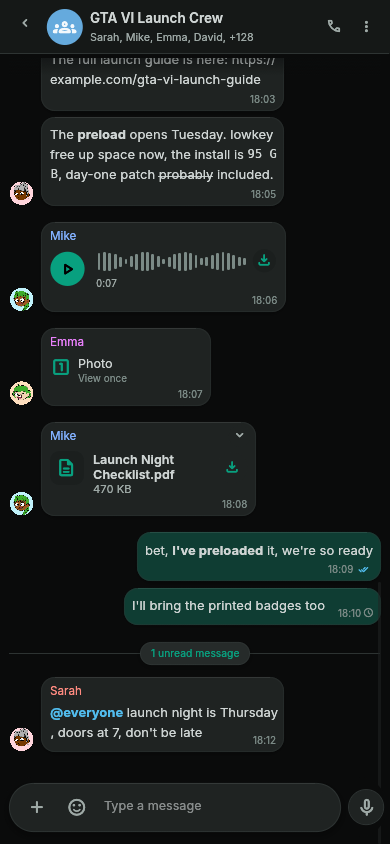 GTA VI Launch Crew
Sarah, Mike, Emma, David, +128
The full launch guide is here: https://
example.com/gta-vi-launch-guide
18:03
The preload opens Tuesday. lowkey
free up space now, the install is 95 G
B, day-one patch probably included.
18:05
Mike
0:07
18:06
Emma
1
Photo
View once
18:07
Mike
Launch Night
Checklist.pdf
470 KB
18:08
bet, I've preloaded it, we're so ready
18:09
I'll bring the printed badges too
18:10
1 unread message
Sarah
@everyone launch night is Thursday
, doors at 7, don't be late
18:12
Type a message